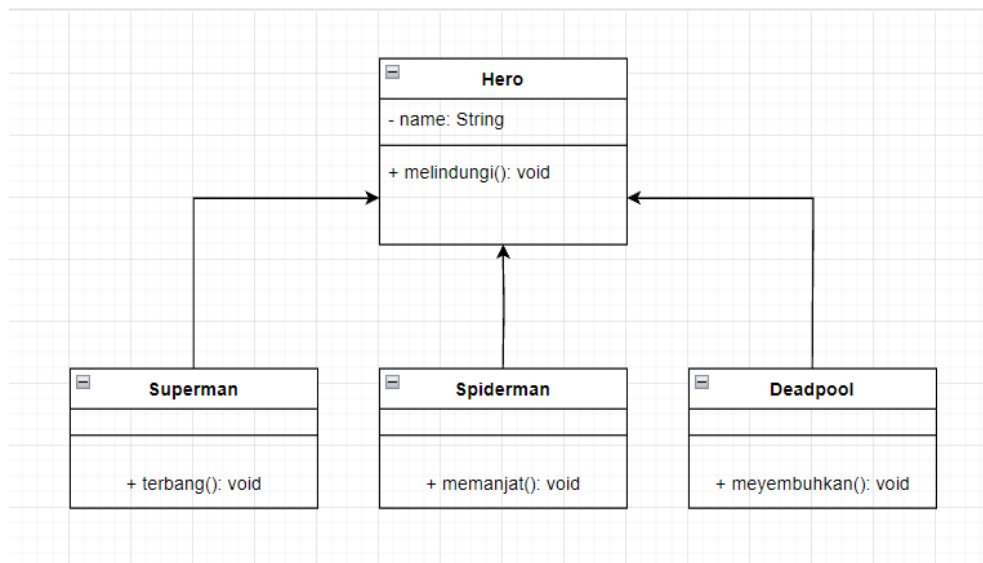 Hero
- name: String
+ melindungi(): void
Superman
+ terbang(): void
Spiderman
+ memanjat(): void
Deadpool
+ meyembuhkan(): void